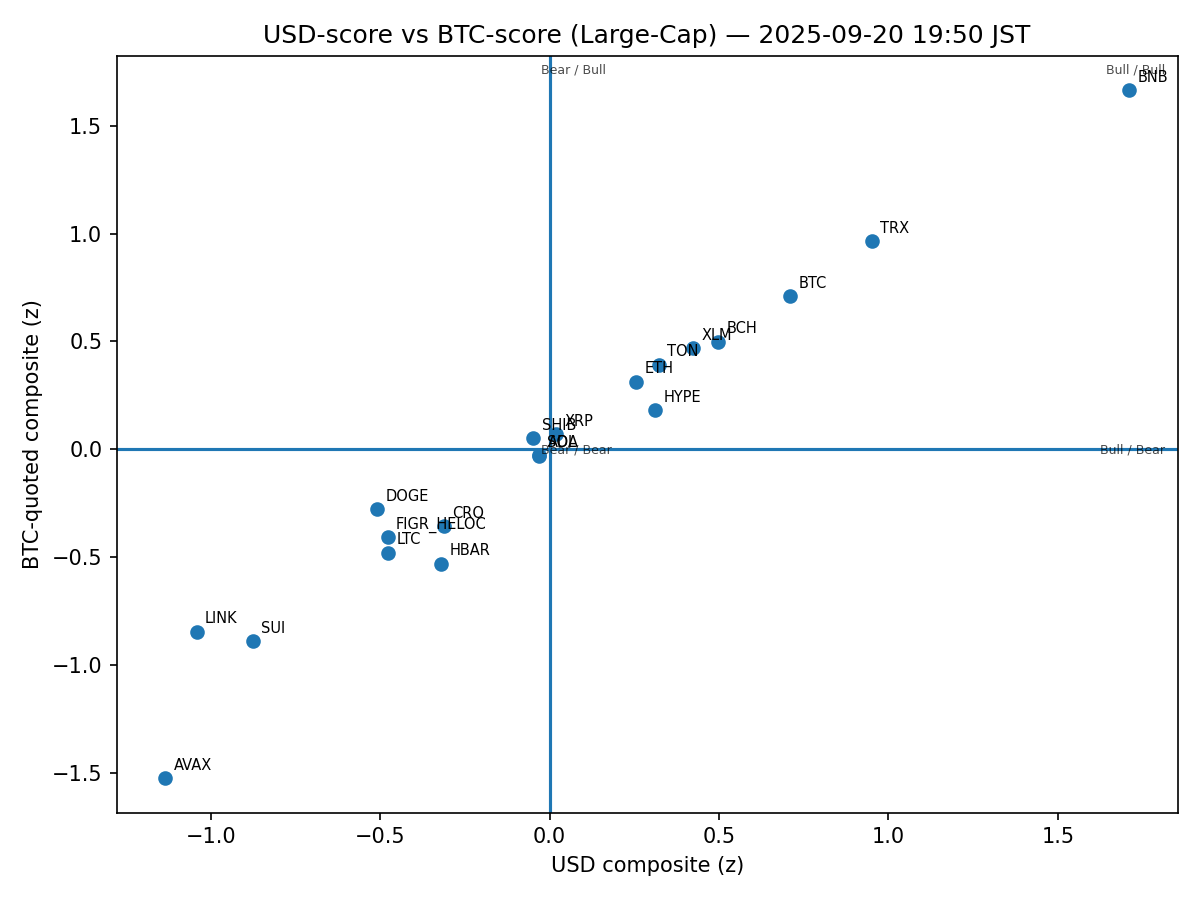 USD-score vs BTC-score (Large-Cap) — 2025-09-20 19:50 JST
Bear / Bull
Bull / Bull
BNB
1.5
TRX
1.0
BTC
BCH
XLM
0.5
TON
ETH
HYPE
XRP
SHIB
0.0
Bear / Bear
Bull / Bear
DOGE
CRO
FIGR_HELOC
LTC
HBAR
−0.5
LINK
SUI
−1.0
AVAX
−1.5
−1.0
−0.5
0.0
0.5
1.0
1.5
USD composite (z)
BTC-quoted composite (z)